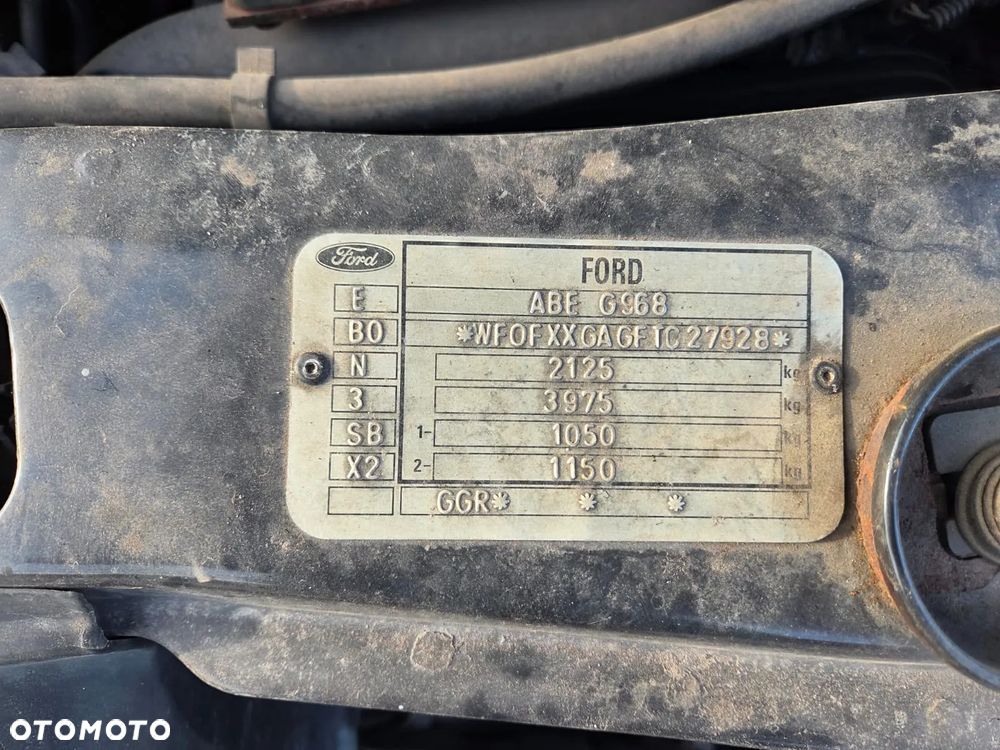 Ford
FORD
E ABE G968
BO *WFOFXXGAGFTC27928*
N 2125 kg
3 3975 kg
SB 1- 1050 kg
X2 2- 1150 kg
GGR* * *
OTOMOTO